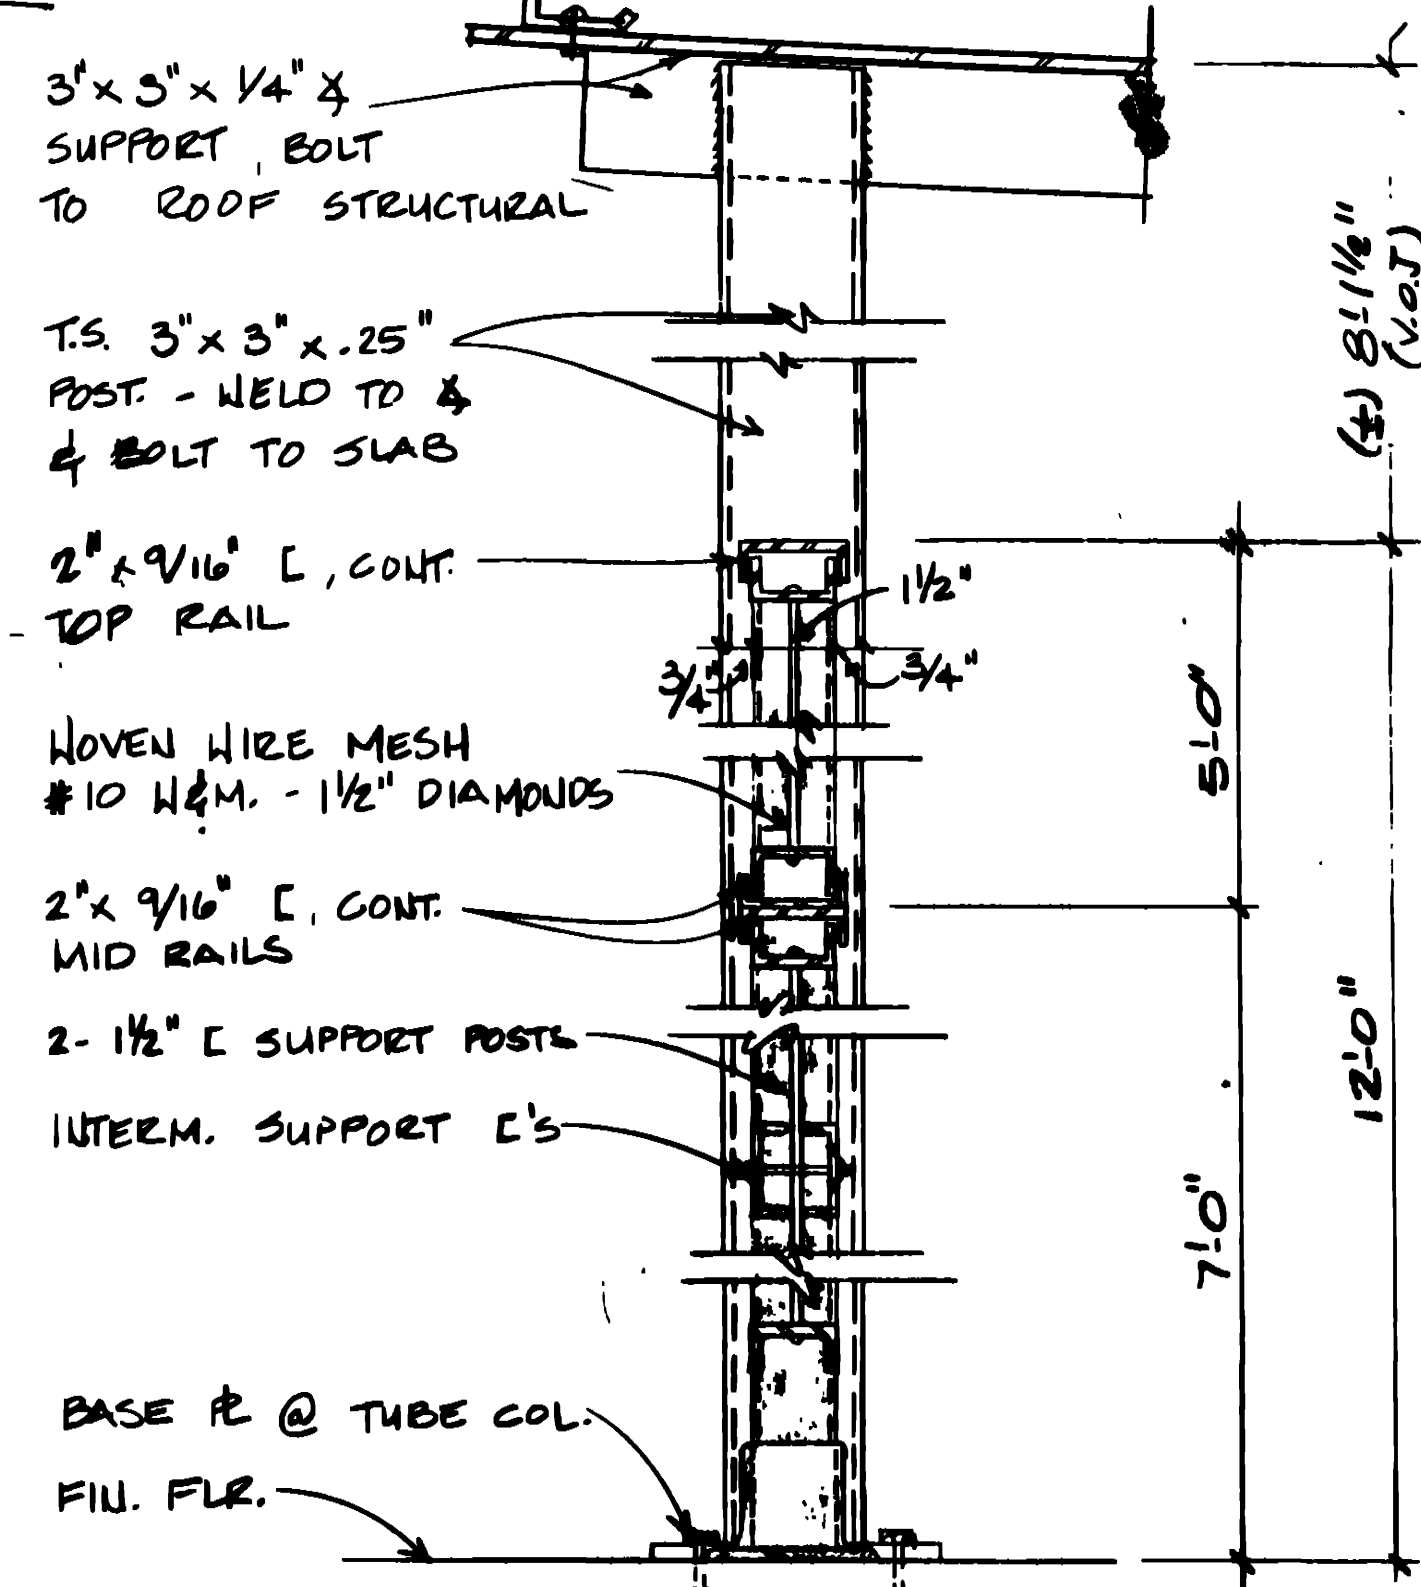 3" x 3" x 1/4" ∡
SUPPORT, BOLT
TO ROOF STRUCTURAL
T.S. 3" x 3" x .25"
POST. - WELD TO ∡
& BOLT TO SLAB
2" x 9/16" [, CONT.
TOP RAIL
1 1/2"
3/4"
3/4"
WOVEN WIRE MESH
#10 W&M. - 1 1/2" DIAMONDS
2" x 9/16" [, CONT.
MID RAILS
2- 1 1/2" [ SUPPORT POSTS
INTERM. SUPPORT ['S
BASE PL @ TUBE COL.
FIN. FLR.
5'-0"
7'-0"
(±) 8'-1 1/2"
(V.O.J)
12'-0"